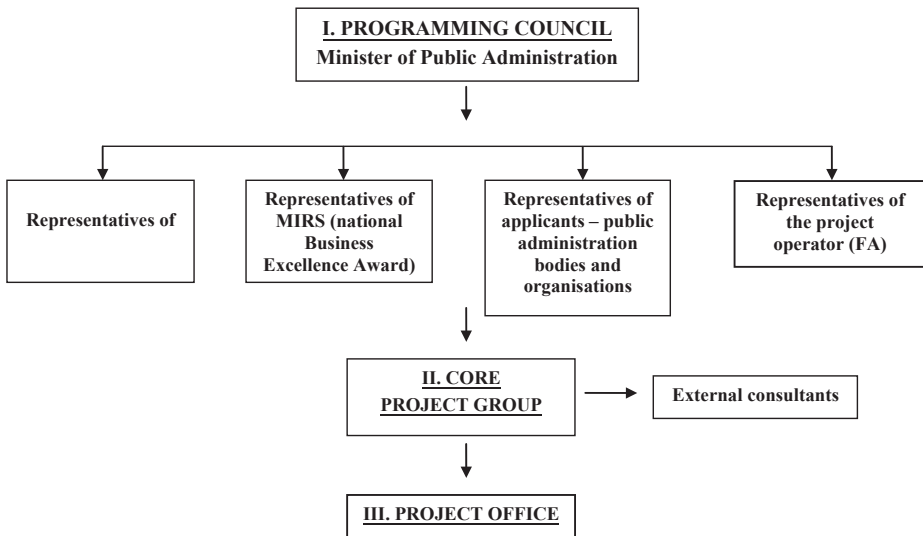 I. PROGRAMMING COUNCIL
Minister of Public Administration
Representatives of
Representatives of
MIRS (national
Business
Excellence Award)
Representatives of
applicants – public
administration
bodies and
organisations
Representatives of
the project
operator (FA)
II. CORE
PROJECT GROUP
External consultants
III. PROJECT OFFICE